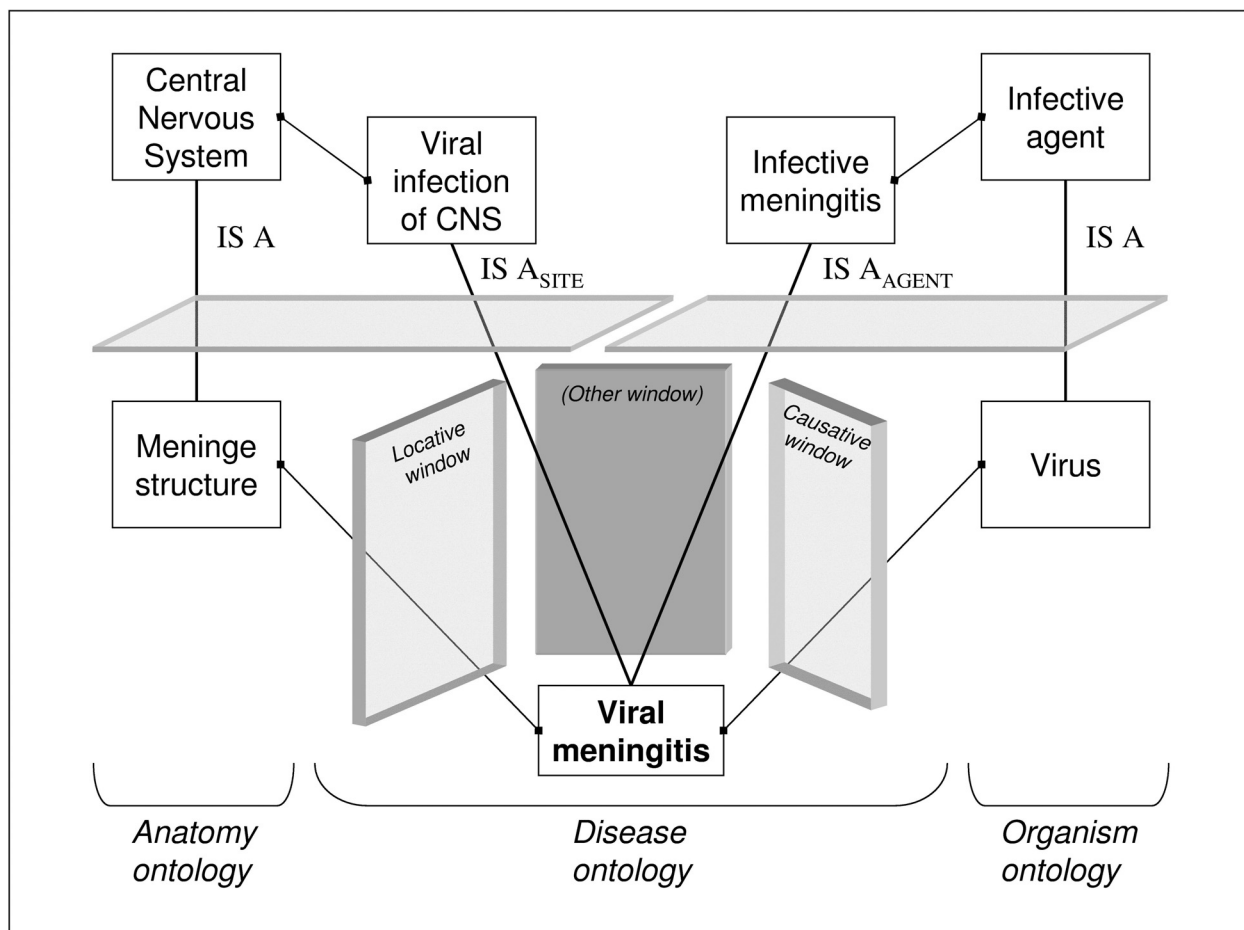 Central
Nervous
System
Viral
infection
of CNS
Infective
meningitis
Infective
agent
IS A
IS A_SITE
IS A_AGENT
IS A
Meninge
structure
Locative
window
(Other window)
Causative
window
Virus
Viral
meningitis
Anatomy
ontology
Disease
ontology
Organism
ontology